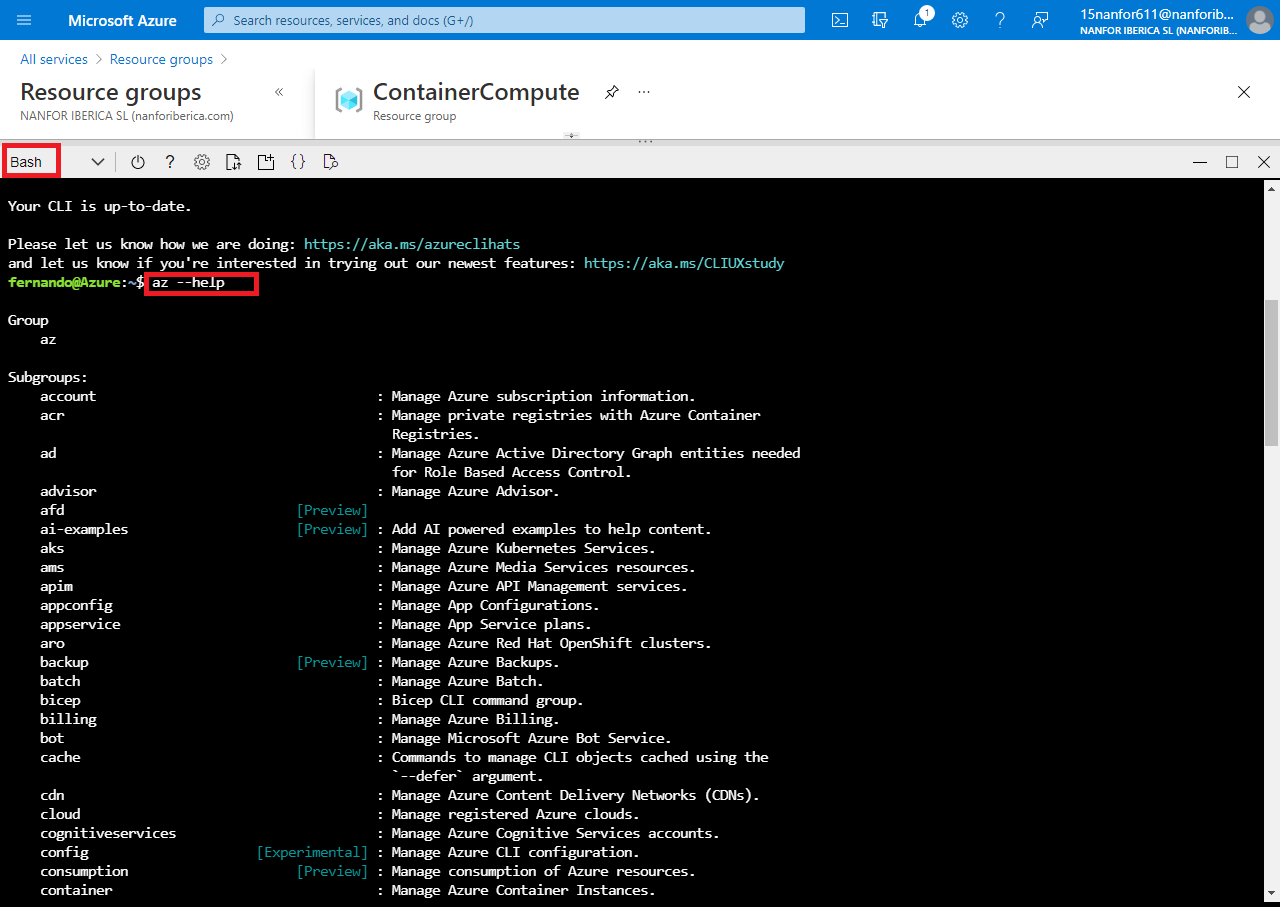 Microsoft Azure
Search resources, services, and docs (G+/)
1
15nanfor611@nanforib...
NANFOR IBERICA SL (NANFORIB...
All services > Resource groups >
Resource groups
«
NANFOR IBERICA SL (nanforiberica.com)
ContainerCompute
...
Resource group
Bash
?
{}
Your CLI is up-to-date.
Please let us know how we are doing: https://aka.ms/azureclihats
and let us know if you're interested in trying out our newest features: https://aka.ms/CLIUXstudy
fernando@Azure:~$ az --help
Group
az
Subgroups:
account : Manage Azure subscription information.
acr : Manage private registries with Azure Container
Registries.
ad : Manage Azure Active Directory Graph entities needed
for Role Based Access Control.
advisor : Manage Azure Advisor.
afd [Preview]
ai-examples [Preview] : Add AI powered examples to help content.
aks : Manage Azure Kubernetes Services.
ams : Manage Azure Media Services resources.
apim : Manage Azure API Management services.
appconfig : Manage App Configurations.
appservice : Manage App Service plans.
aro : Manage Azure Red Hat OpenShift clusters.
backup [Preview] : Manage Azure Backups.
batch : Manage Azure Batch.
bicep : Bicep CLI command group.
billing : Manage Azure Billing.
bot : Manage Microsoft Azure Bot Service.
cache : Commands to manage CLI objects cached using the
`--defer` argument.
cdn : Manage Azure Content Delivery Networks (CDNs).
cloud : Manage registered Azure clouds.
cognitiveservices : Manage Azure Cognitive Services accounts.
config [Experimental] : Manage Azure CLI configuration.
consumption [Preview] : Manage consumption of Azure resources.
container : Manage Azure Container Instances.